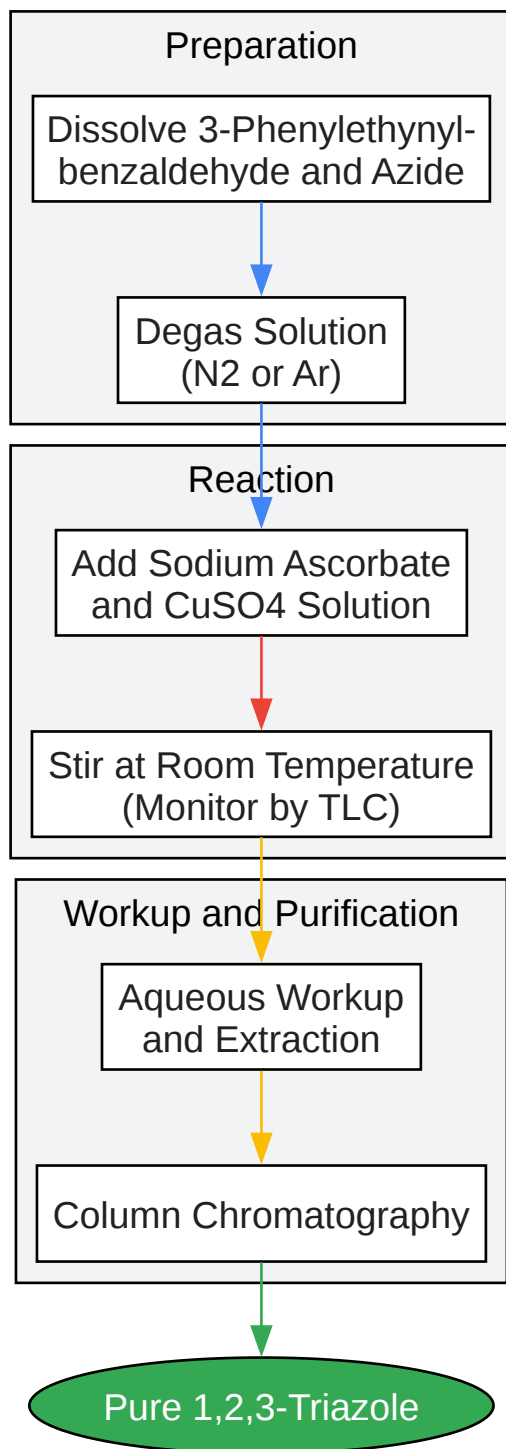 Preparation
Dissolve 3-Phenylethynyl-
benzaldehyde and Azide
Degas Solution
(N2 or Ar)
Reaction
Add Sodium Ascorbate
and CuSO4 Solution
Stir at Room Temperature
(Monitor by TLC)
Workup and Purification
Aqueous Workup
and Extraction
Column Chromatography
Pure 1,2,3-Triazole